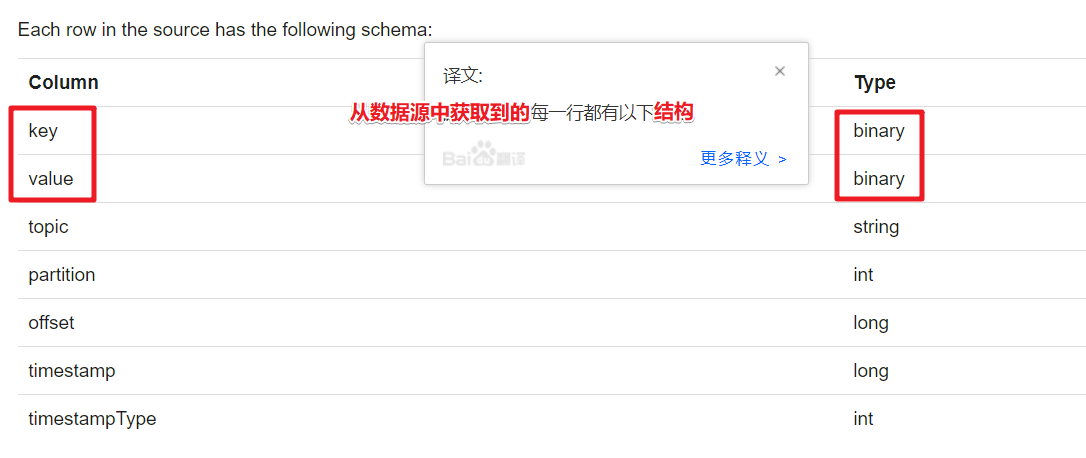 Each row in the source has the following schema:
译文:
×
Column
Type
从数据源中获取到的每一行都有以下结构
key
binary
Bai翻译
更多释义 >
value
binary
topic
string
partition
int
offset
long
timestamp
long
timestampType
int